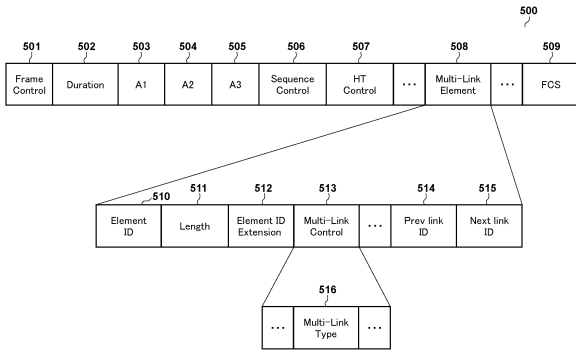 500
501 502 503 504 505 506 507 508 509
Frame Control Duration A1 A2 A3 Sequence Control HT Control ··· Multi-Link Element ··· FCS
510 511 512 513 514 515
Element ID Length Element ID Extension Multi-Link Control ··· Prev link ID Next link ID
516
··· Multi-Link Type ···